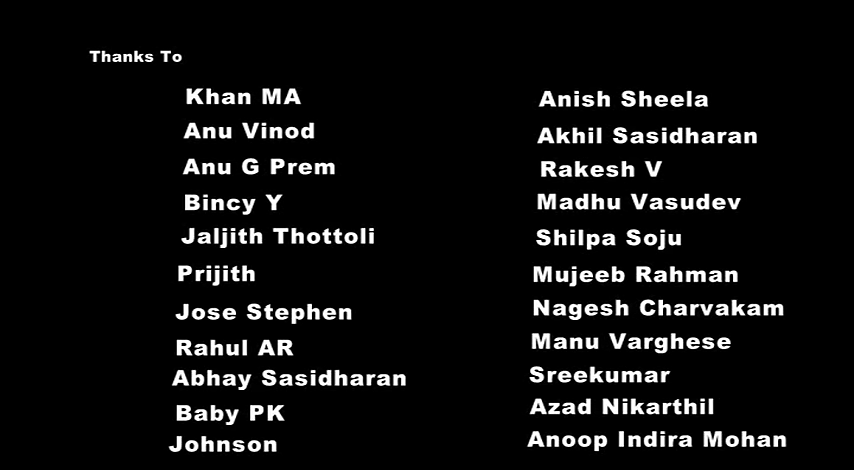 Thanks To
Khan MA
Anu Vinod
Anu G Prem
Bincy Y
Jaljith Thottoli
Prijith
Jose Stephen
Rahul AR
Abhay Sasidharan
Baby PK
Johnson
Anish Sheela
Akhil Sasidharan
Rakesh V
Madhu Vasudev
Shilpa Soju
Mujeeb Rahman
Nagesh Charvakam
Manu Varghese
Sreekumar
Azad Nikarthil
Anoop Indira Mohan